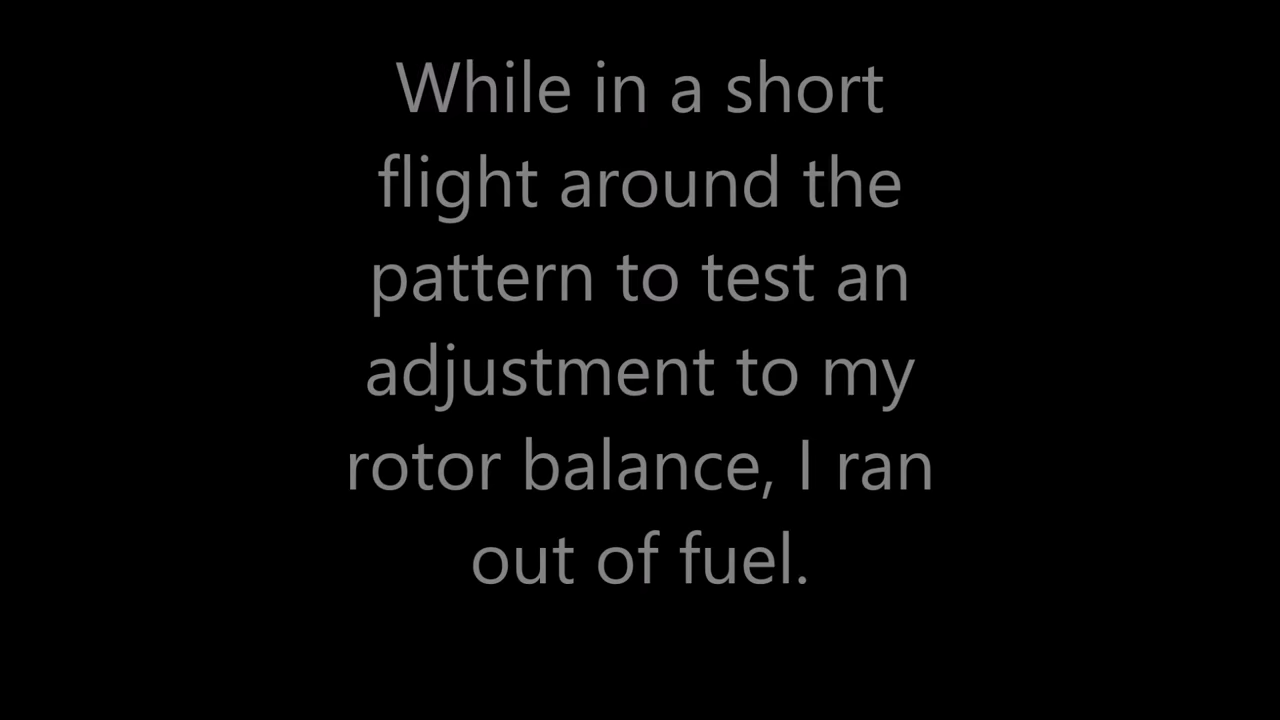 While in a short
flight around the
pattern to test an
adjustment to my
rotor balance, I ran
out of fuel.